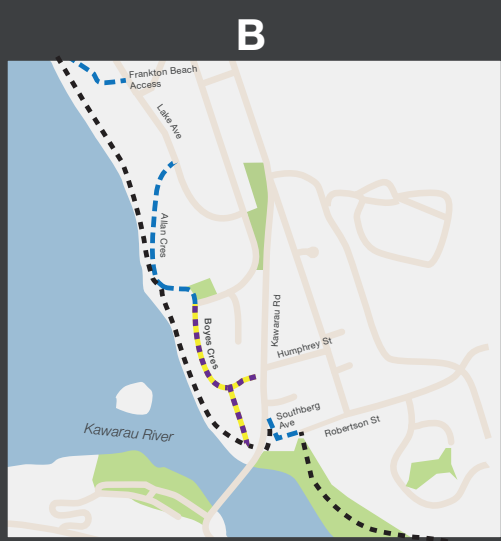 B
Frankton Beach
Access
Lake Ave
Allan Cres
Kawarau Rd
Boyes Cres
Humphrey St
Southberg
Ave
Robertson St
Kawarau River